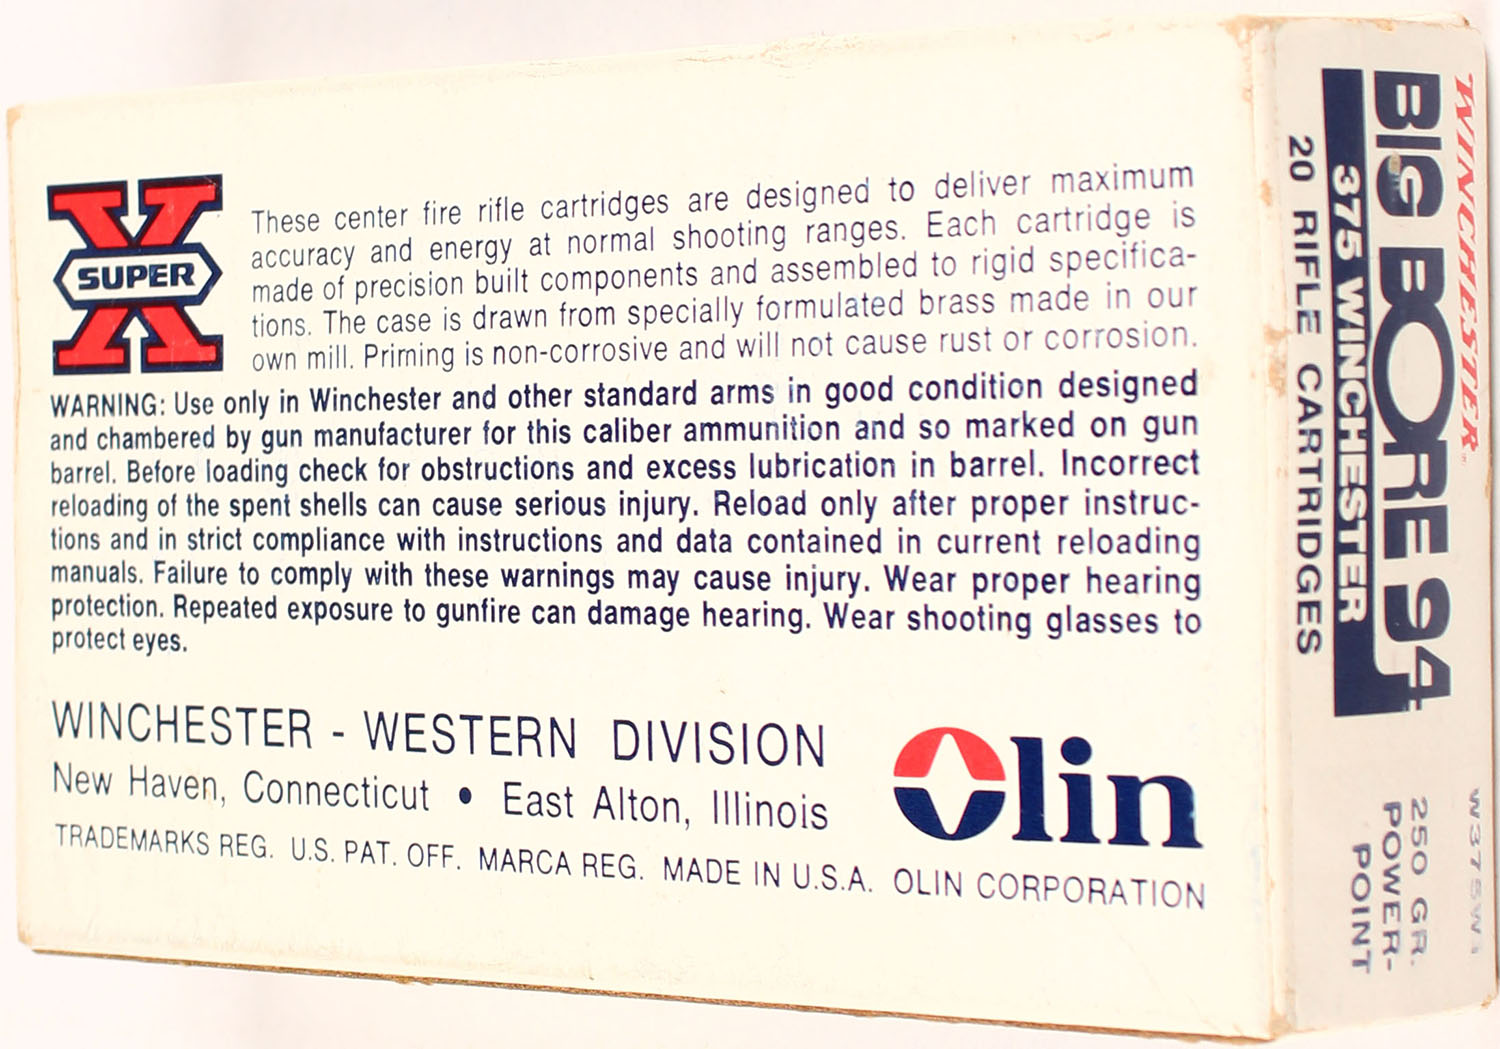 X
SUPER
These center fire rifle cartridges are designed to deliver maximum
accuracy and energy at normal shooting ranges. Each cartridge is
made of precision built components and assembled to rigid specifica-
tions. The case is drawn from specially formulated brass made in our
own mill. Priming is non-corrosive and will not cause rust or corrosion.
WARNING: Use only in Winchester and other standard arms in good condition designed
and chambered by gun manufacturer for this caliber ammunition and so marked on gun
barrel. Before loading check for obstructions and excess lubrication in barrel. Incorrect
reloading of the spent shells can cause serious injury. Reload only after proper instruc-
tions and in strict compliance with instructions and data contained in current reloading
manuals. Failure to comply with these warnings may cause injury. Wear proper hearing
protection. Repeated exposure to gunfire can damage hearing. Wear shooting glasses to
protect eyes.
WINCHESTER - WESTERN DIVISION
New Haven, Connecticut • East Alton, Illinois
Olin
TRADEMARKS REG. U.S. PAT. OFF. MARCA REG. MADE IN U.S.A. OLIN CORPORATION
WINCHESTER
BIG BORE 94
375 WINCHESTER
20 RIFLE CARTRIDGES
250 GR.
POWER-
POINT